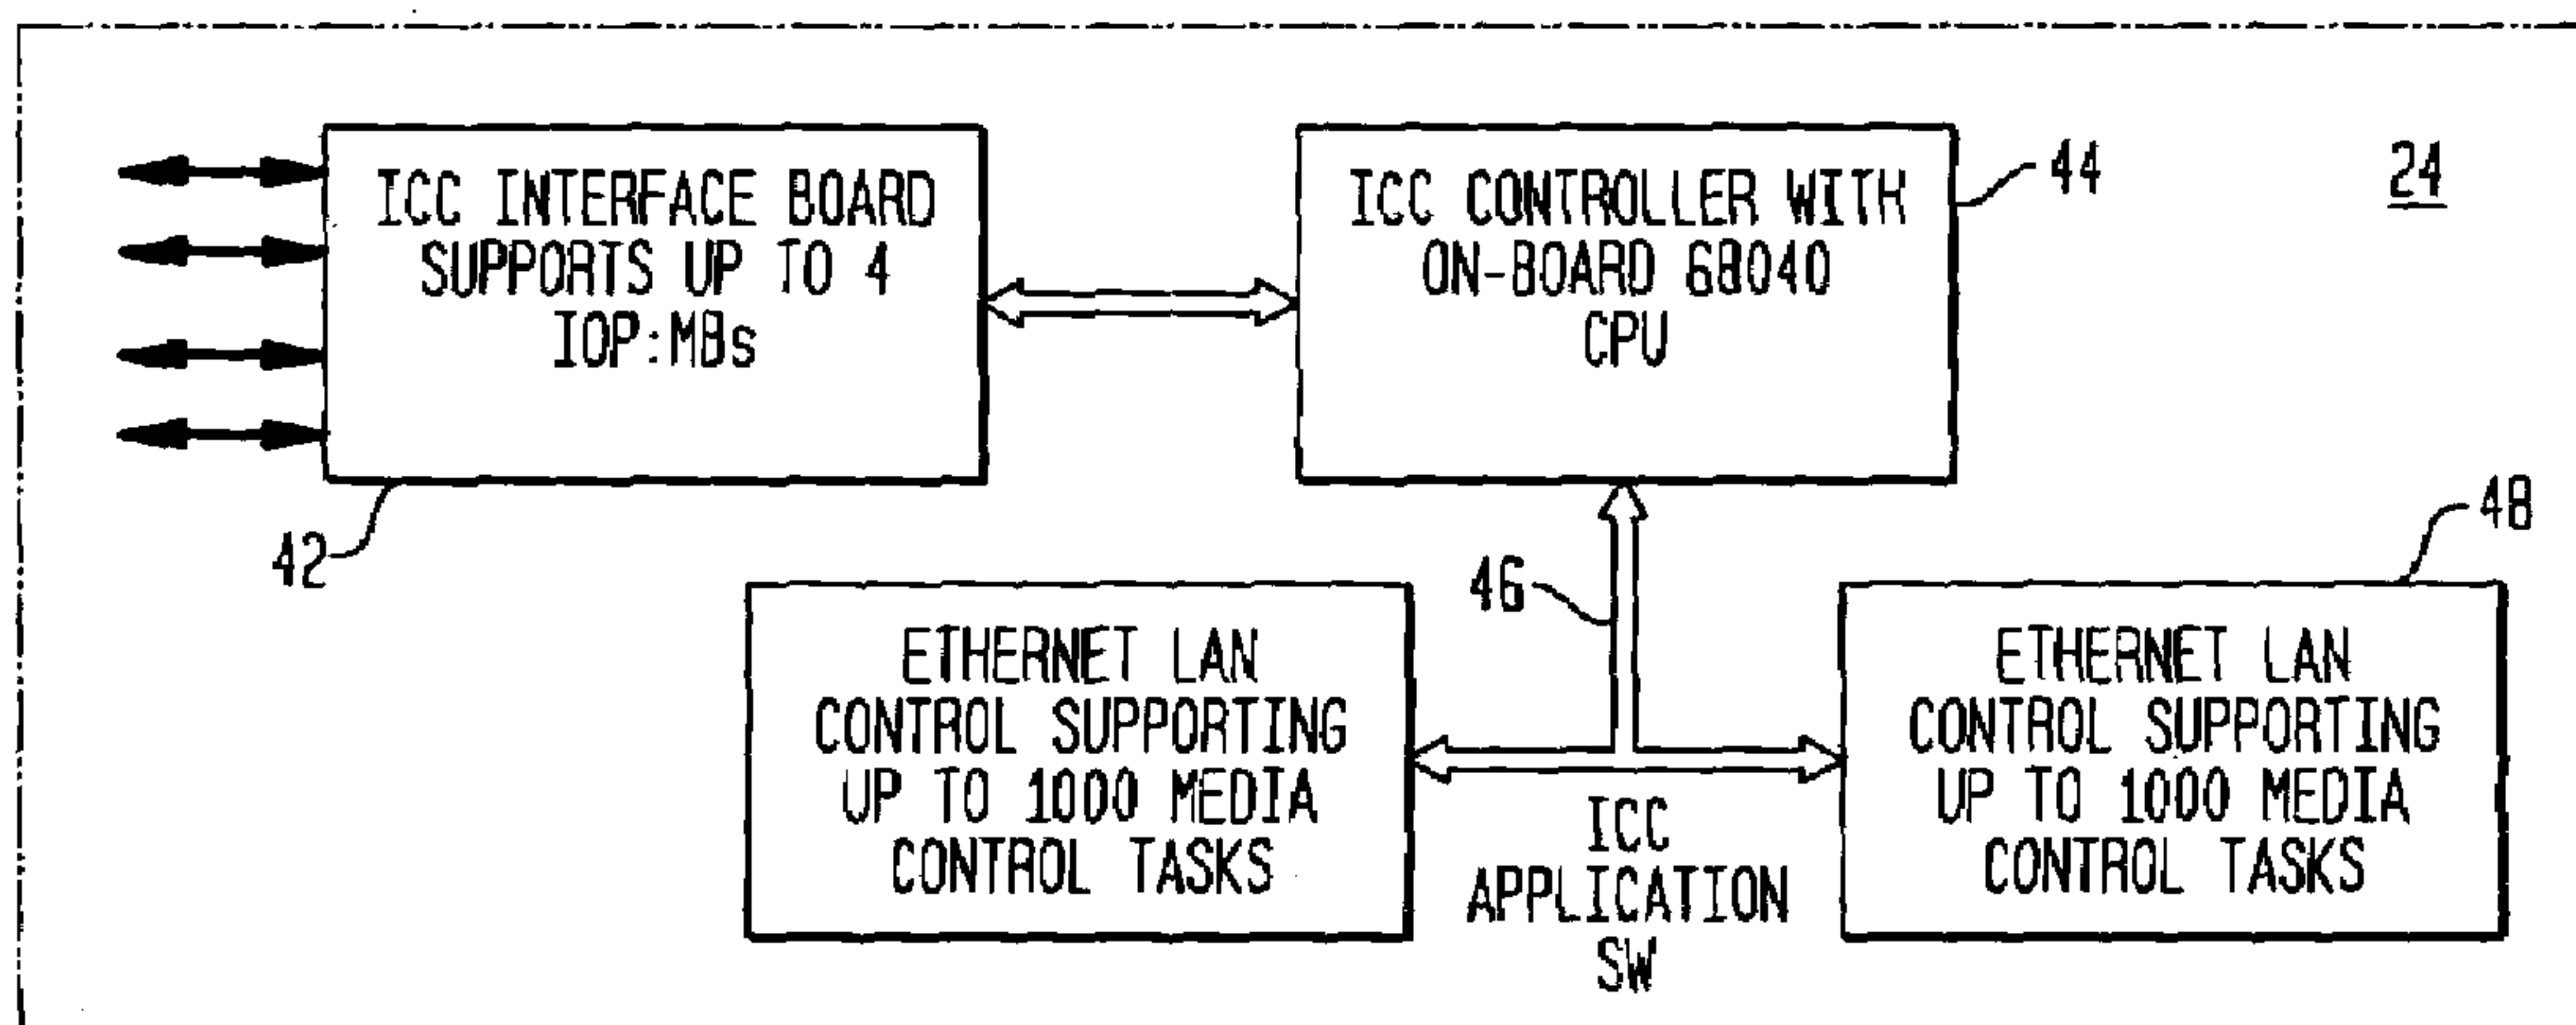 ICC INTERFACE BOARD
SUPPORTS UP TO 4
IOP:MBs
42
ICC CONTROLLER WITH
ON-BOARD 68040
CPU
44
24
46
48
ETHERNET LAN
CONTROL SUPPORTING
UP TO 1000 MEDIA
CONTROL TASKS
ICC
APPLICATION
SW
ETHERNET LAN
CONTROL SUPPORTING
UP TO 1000 MEDIA
CONTROL TASKS